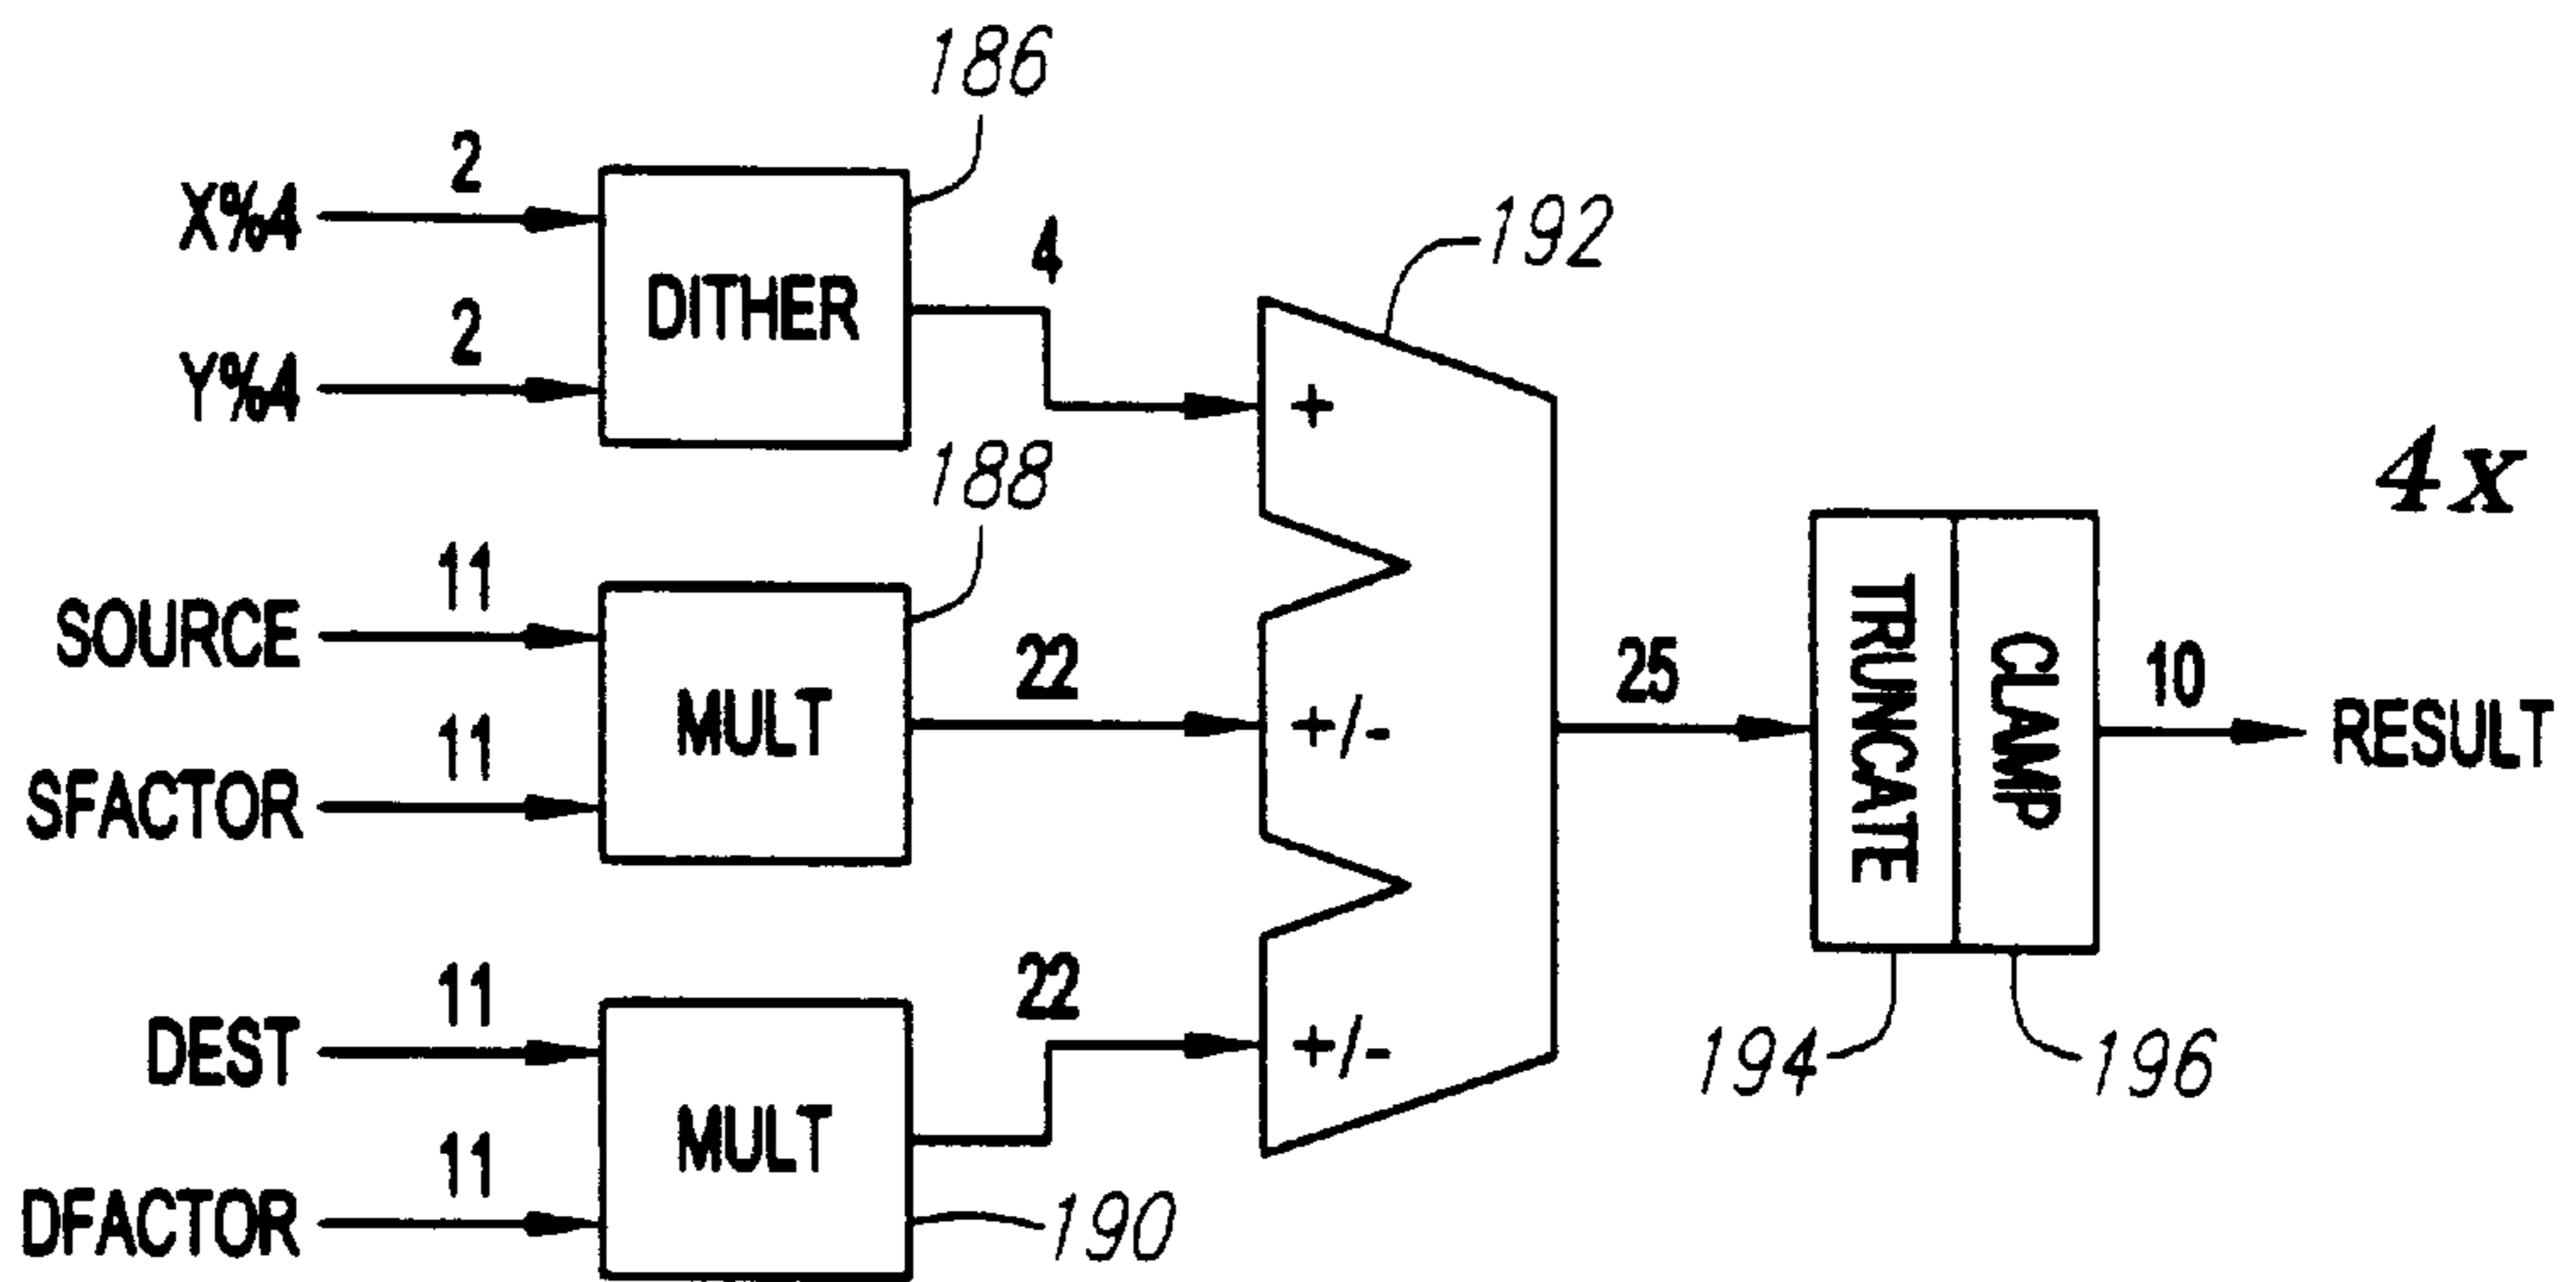 186
2
X%4
DITHER
4
192
2
Y%4
+
4x
188
11
SOURCE
MULT
22
+/-
25
TRUNCATE
CLAMP
10
RESULT
11
SFACTOR
11
DEST
MULT
22
+/-
194
196
11
DFACTOR
190